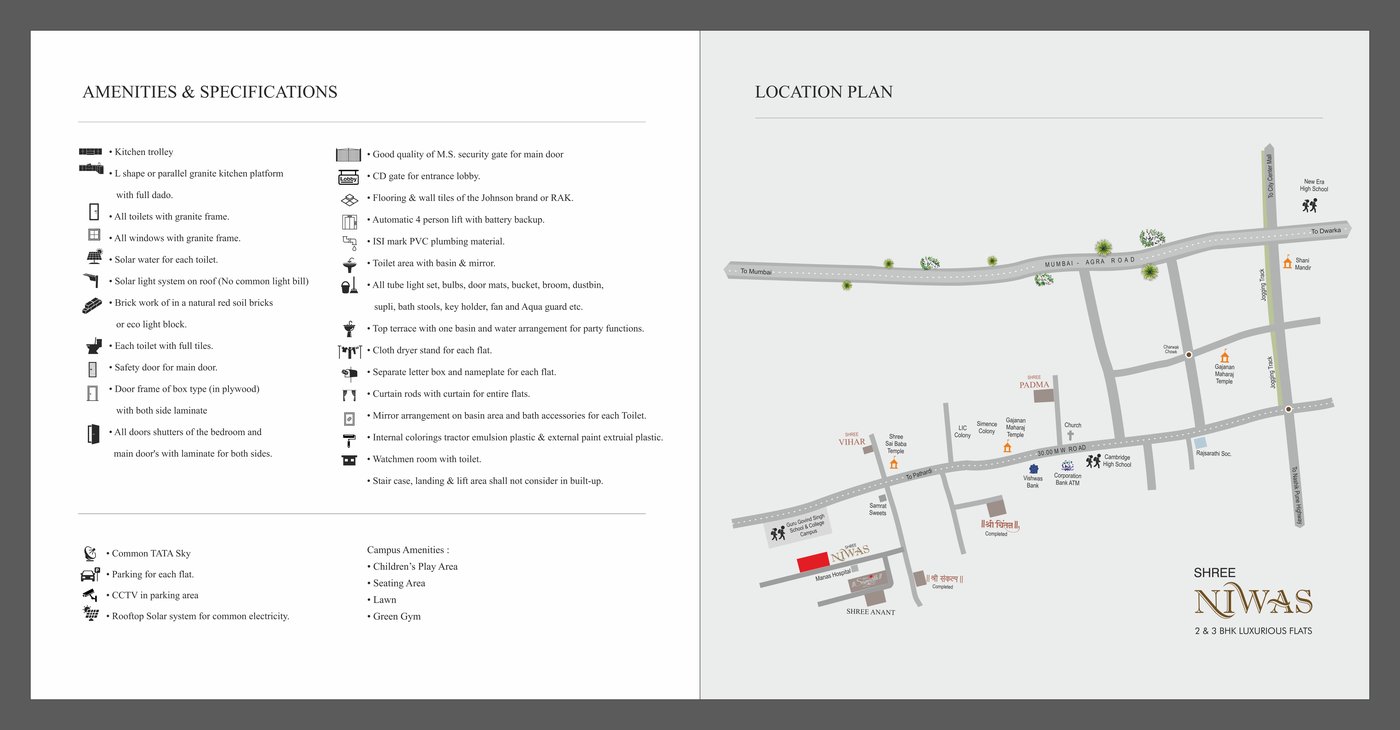 AMENITIES & SPECIFICATIONS
• Kitchen trolley
• L shape or parallel granite kitchen platform
with full dado.
• All toilets with granite frame.
• All windows with granite frame.
• Solar water for each toilet.
• Solar light system on roof (No common light bill)
• Brick work of in a natural red soil bricks
or eco light block.
• Each toilet with full tiles.
• Safety door for main door.
• Door frame of box type (in plywood)
with both side laminate
• All doors shutters of the bedroom and
main door's with laminate for both sides.
• Good quality of M.S. security gate for main door
Lobby
• CD gate for entrance lobby.
• Flooring & wall tiles of the Johnson brand or RAK.
• Automatic 4 person lift with battery backup.
• ISI mark PVC plumbing material.
• Toilet area with basin & mirror.
• All tube light set, bulbs, door mats, bucket, broom, dustbin,
supli, bath stools, key holder, fan and Aqua guard etc.
• Top terrace with one basin and water arrangement for party functions.
• Cloth dryer stand for each flat.
• Separate letter box and nameplate for each flat.
• Curtain rods with curtain for entire flats.
• Mirror arrangement on basin area and bath accessories for each Toilet.
• Internal colorings tractor emulsion plastic & external paint extruial plastic.
• Watchmen room with toilet.
• Stair case, landing & lift area shall not consider in built-up.
• Common TATA Sky
• Parking for each flat.
• CCTV in parking area
• Rooftop Solar system for common electricity.
Campus Amenities :
• Children's Play Area
• Seating Area
• Lawn
• Green Gym
LOCATION PLAN
To City Center Mall
New Era
High School
To Dwarka
MUMBAI - AGRA ROAD
To Mumbai
Shani
Mandir
Jogging Track
Charwak
Chowk
Gajanan
Maharaj
Temple
Jogging Track
SHREE
PADMA
LIC
Colony
Simence
Colony
Gajanan
Maharaj
Temple
Church
SHREE
VIHAR
Shree
Sai Baba
Temple
30.00 M W ROAD
Cambridge
High School
Rajsarathi Soc.
To Pathardi
Vishwas
Bank
Corporation
Bank ATM
To Nashik Pune Highway
Samrat
Sweets
Guru Govind Singh
School & College
Campus
॥श्री चिंतन॥
Completed
SHREE
NIWAS
Manas Hospital
॥श्री संकल्प॥
Completed
SHREE ANANT
SHREE
NIWAS
2 & 3 BHK LUXURIOUS FLATS